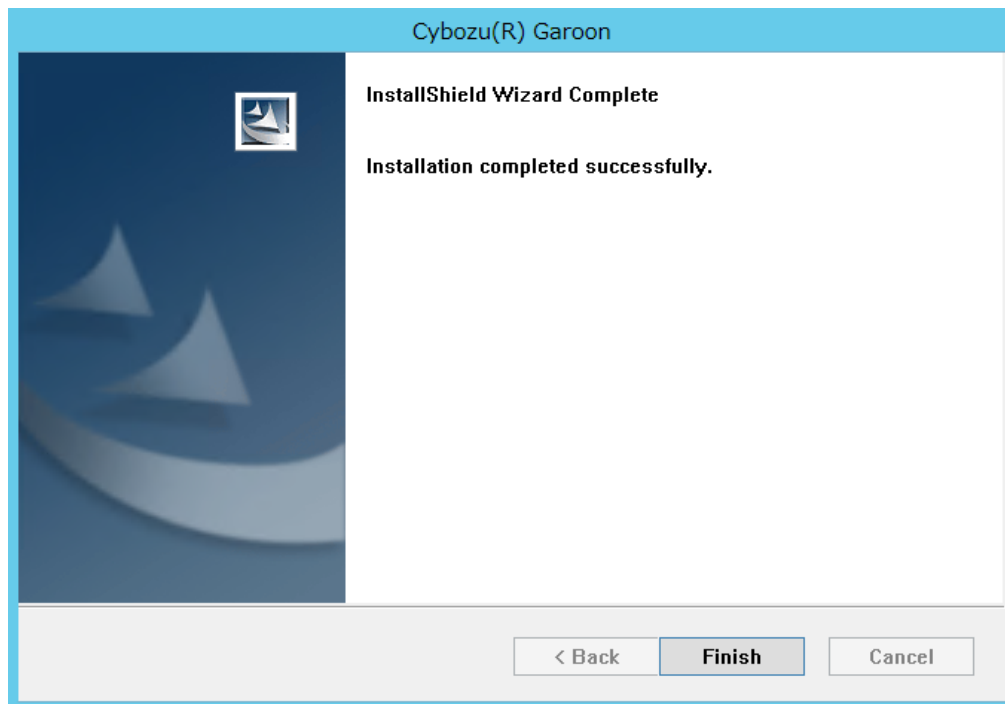 Cybozu(R) Garoon
InstallShield Wizard Complete
Installation completed successfully.
< Back
Finish
Cancel